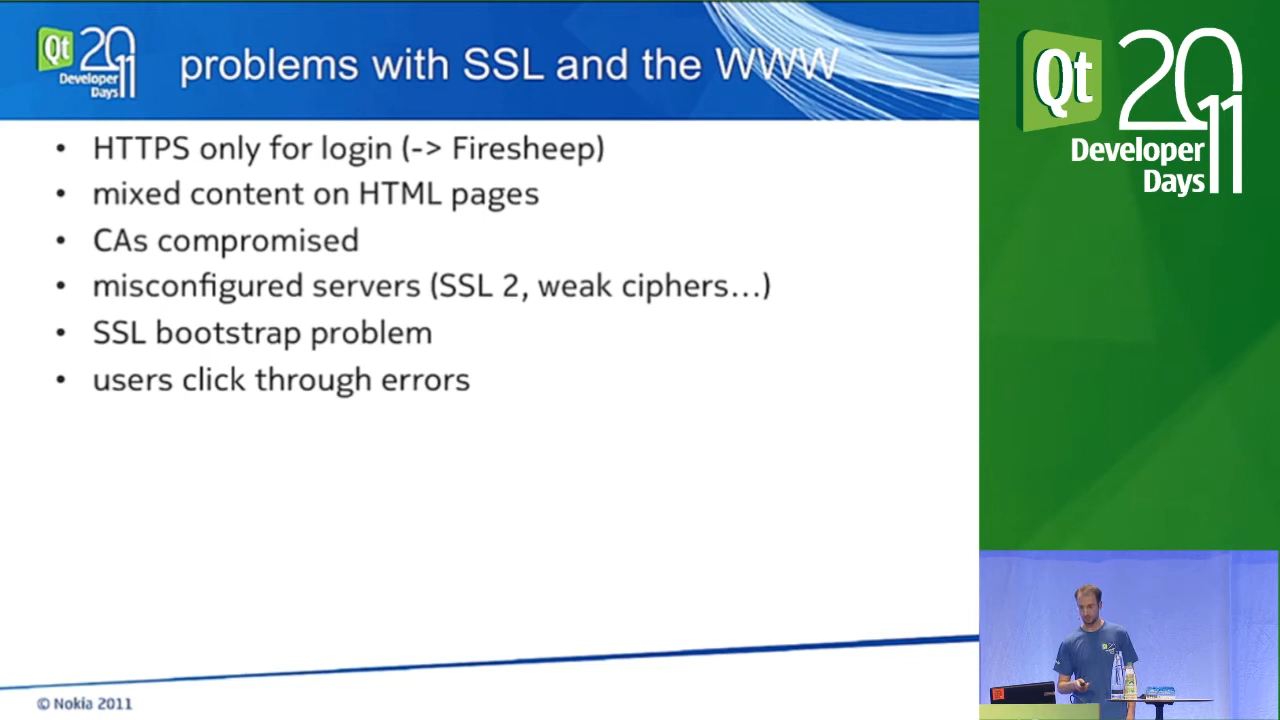 Qt 2011
Developer
Days
problems with SSL and the WWW
• HTTPS only for login (-> Firesheep)
• mixed content on HTML pages
• CAs compromised
• misconfigured servers (SSL 2, weak ciphers...)
• SSL bootstrap problem
• users click through errors
© Nokia 2011
Qt 2011
Developer
Days